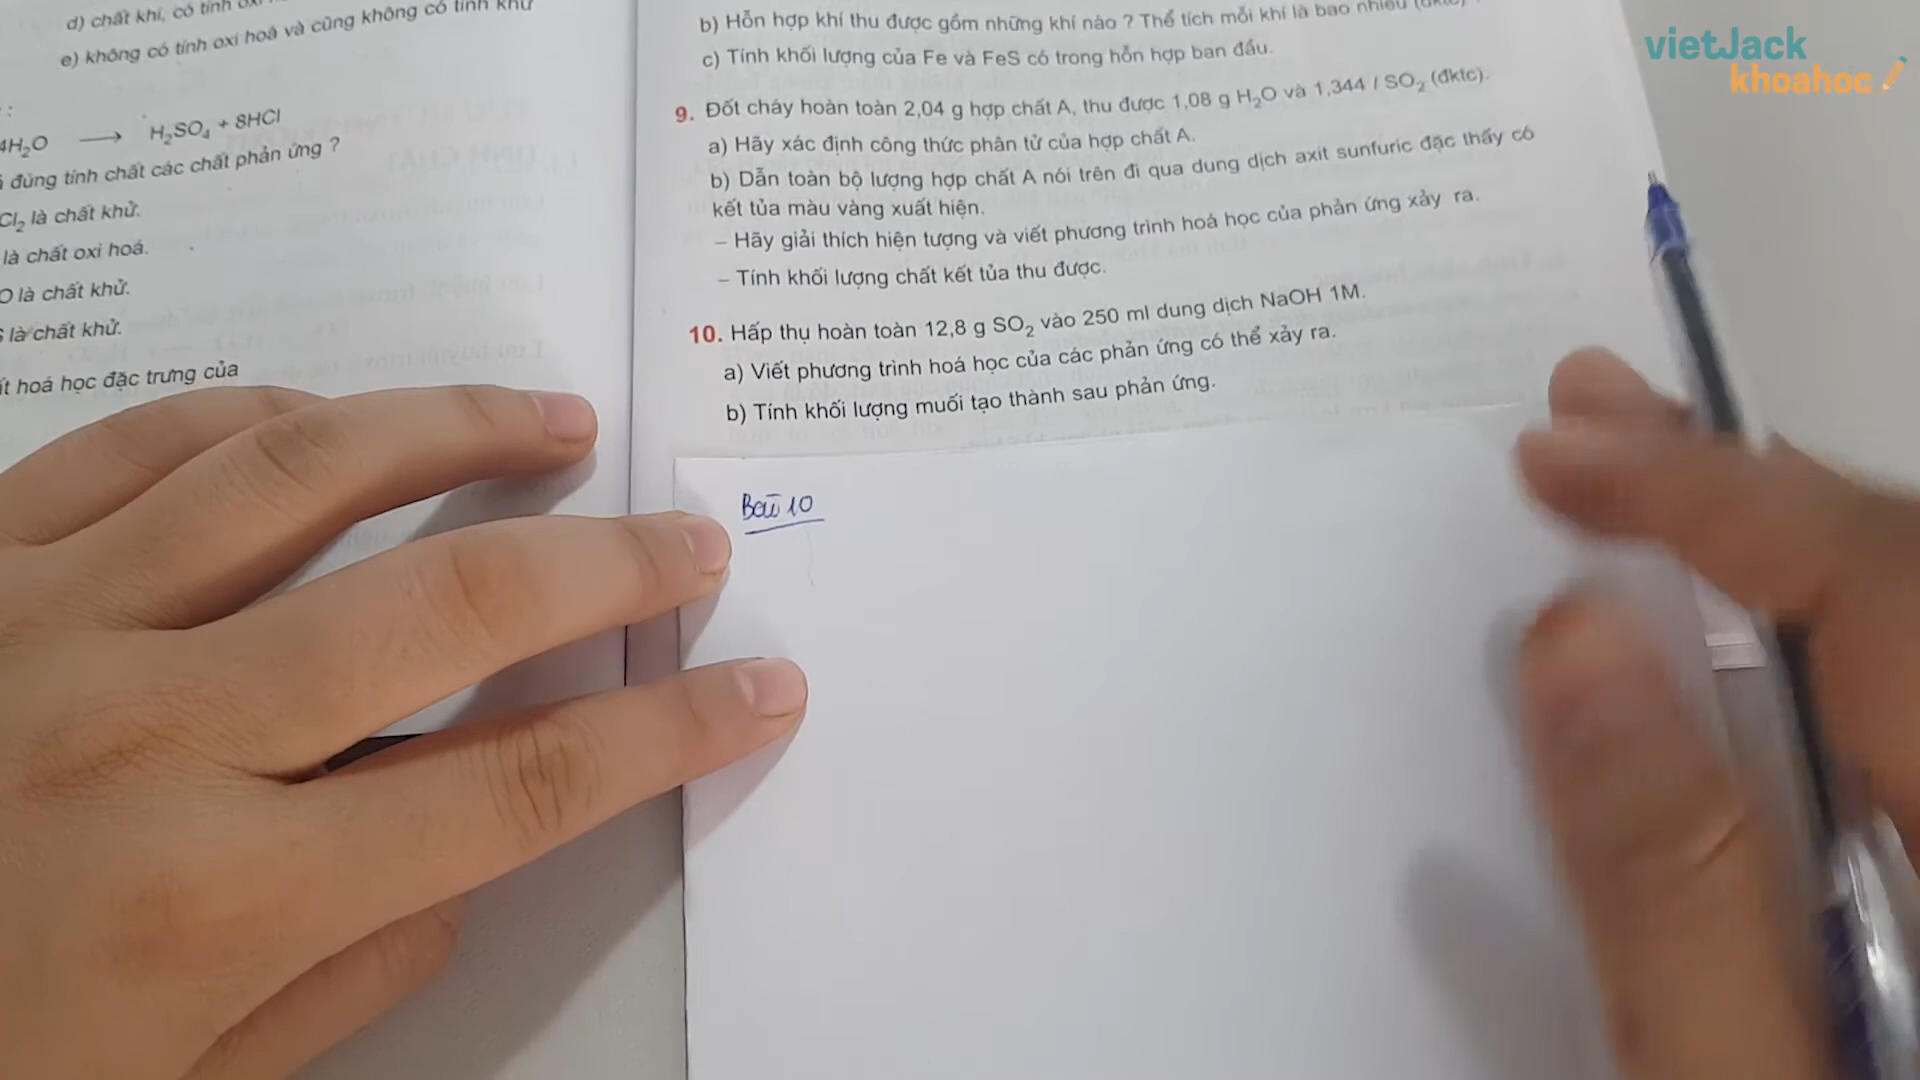 d) chất khí, có tính
e) không có tính oxi hoá và cũng không có tính khử
:
4H₂O → H₂SO₄ + 8HCl
đúng tính chất các chất phản ứng ?
Cl₂ là chất khử.
là chất oxi hoá.
O là chất khử.
S là chất khử.
hoá học đặc trưng của
b) Hỗn hợp khí thu được gồm những khí nào ? Thể tích mỗi khí là bao nhiêu
c) Tính khối lượng của Fe và FeS có trong hỗn hợp ban đầu.
9. Đốt cháy hoàn toàn 2,04 g hợp chất A, thu được 1,08 g H₂O và 1,344 l SO₂ (đktc).
a) Hãy xác định công thức phân tử của hợp chất A.
b) Dẫn toàn bộ lượng hợp chất A nói trên đi qua dung dịch axit sunfuric đặc thấy có
kết tủa màu vàng xuất hiện.
– Hãy giải thích hiện tượng và viết phương trình hoá học của phản ứng xảy ra.
– Tính khối lượng chất kết tủa thu được.
10. Hấp thụ hoàn toàn 12,8 g SO₂ vào 250 ml dung dịch NaOH 1M.
a) Viết phương trình hoá học của các phản ứng có thể xảy ra.
b) Tính khối lượng muối tạo thành sau phản ứng.
Bài 10
vietJack
khoahoc